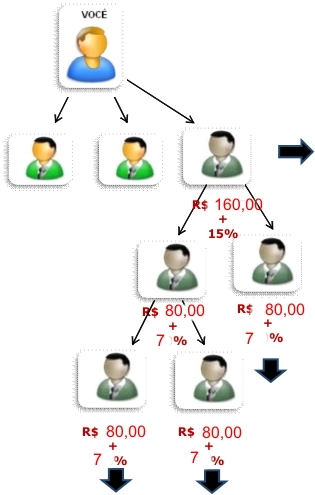 VOCÊ
R$ 160,00
+
15%
R$ 80,00
+
7 %
R$ 80,00
+
7 %
R$ 80,00
+
7 %
R$ 80,00
+
7 %